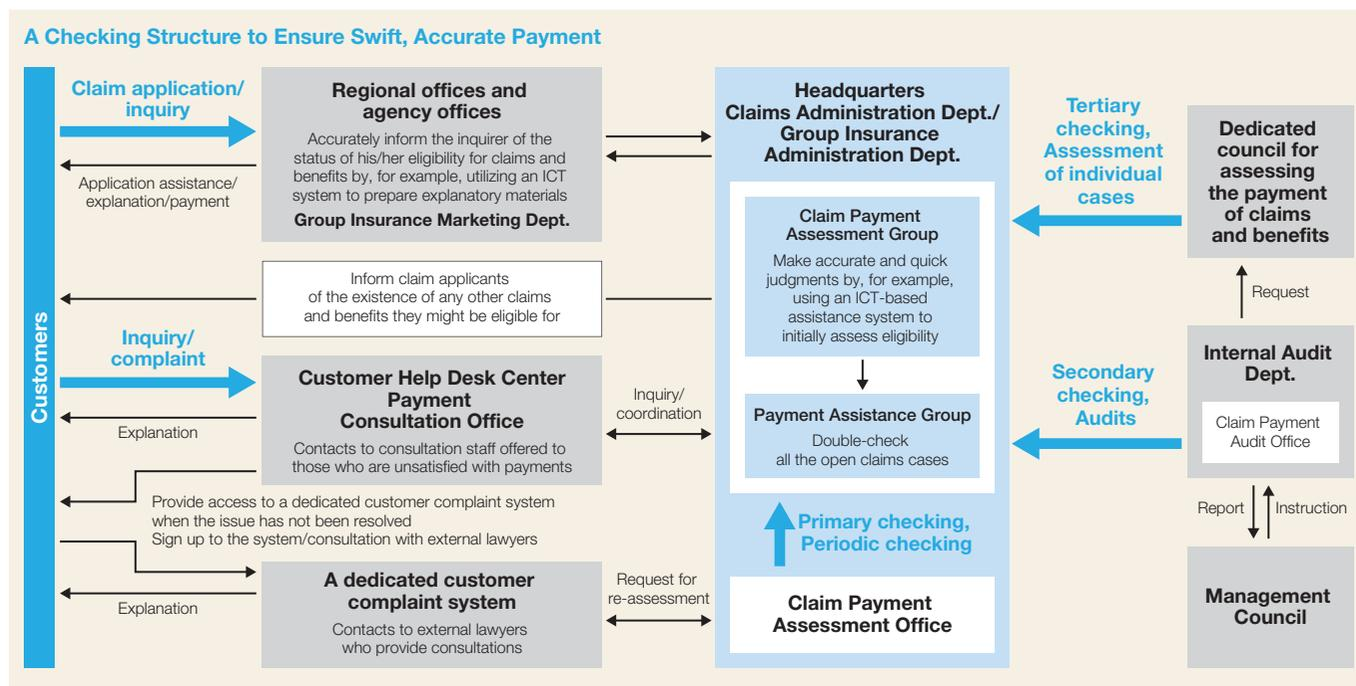 A Checking Structure to Ensure Swift, Accurate Payment
Customers
Claim application/
inquiry
Application assistance/
explanation/payment
Regional offices and
agency offices
Accurately inform the inquirer of the
status of his/her eligibility for claims and
benefits by, for example, utilizing an ICT
system to prepare explanatory materials
Group Insurance Marketing Dept.
Inform claim applicants
of the existence of any other claims
and benefits they might be eligible for
Inquiry/
complaint
Explanation
Customer Help Desk Center
Payment
Consultation Office
Contacts to consultation staff offered to
those who are unsatisfied with payments
Inquiry/
coordination
Provide access to a dedicated customer complaint system
when the issue has not been resolved
Sign up to the system/consultation with external lawyers
Explanation
A dedicated customer
complaint system
Contacts to external lawyers
who provide consultations
Request for
re-assessment
Headquarters
Claims Administration Dept./
Group Insurance
Administration Dept.
Claim Payment
Assessment Group
Make accurate and quick
judgments by, for example,
using an ICT-based
assistance system to
initially assess eligibility
Payment Assistance Group
Double-check
all the open claims cases
Primary checking,
Periodic checking
Claim Payment
Assessment Office
Tertiary
checking,
Assessment
of individual
cases
Secondary
checking,
Audits
Dedicated
council for
assessing
the payment
of claims
and benefits
Request
Internal Audit
Dept.
Claim Payment
Audit Office
Report
Instruction
Management
Council